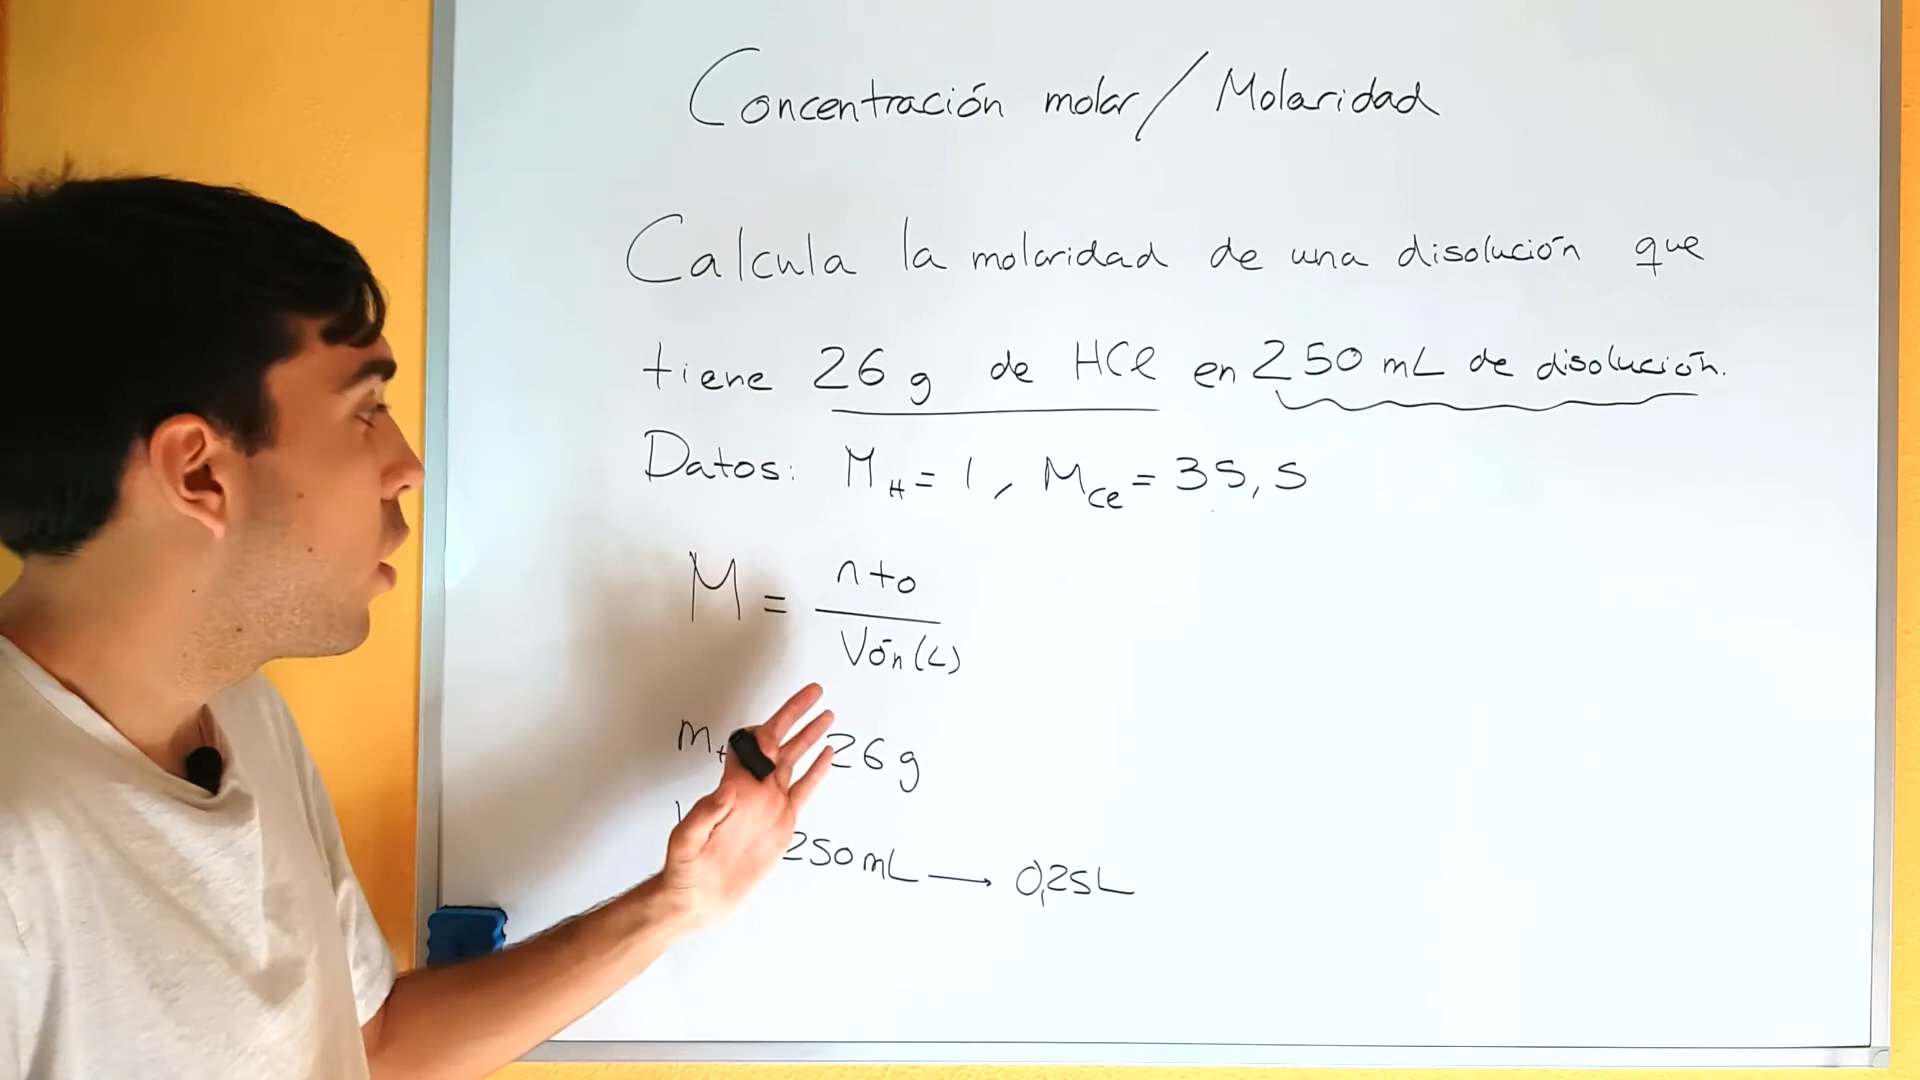 Concentración molar / Molaridad
Calcula la molaridad de una disolución que
tiene 26 g de HCl en 250 mL de disolución.
Datos: M_H = 1, M_Cl = 35,5
M = nto / Vón (L)
26 g
250 mL → 0,25 L